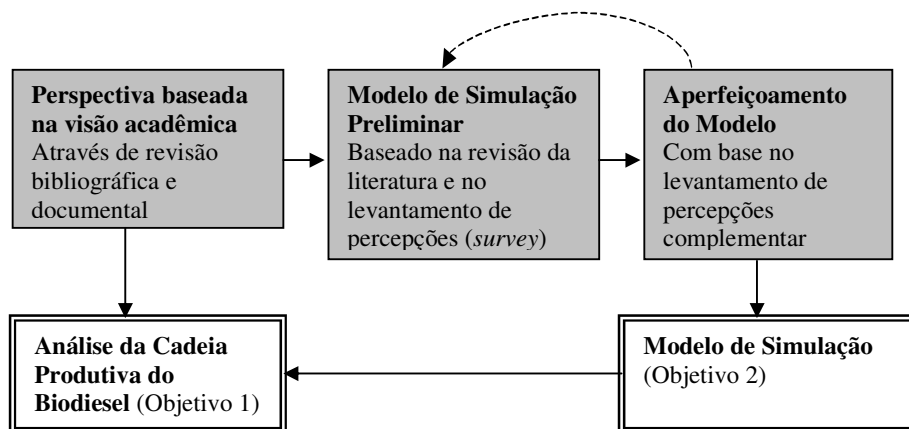 Perspectiva baseada
na visão acadêmica
Através de revisão
bibliográfica e
documental
Modelo de Simulação
Preliminar
Baseado na revisão da
literatura e no
levantamento de
percepções (survey)
Aperfeiçoamento
do Modelo
Com base no
levantamento de
percepções
complementar
Análise da Cadeia
Produtiva do
Biodiesel (Objetivo 1)
Modelo de Simulação
(Objetivo 2)